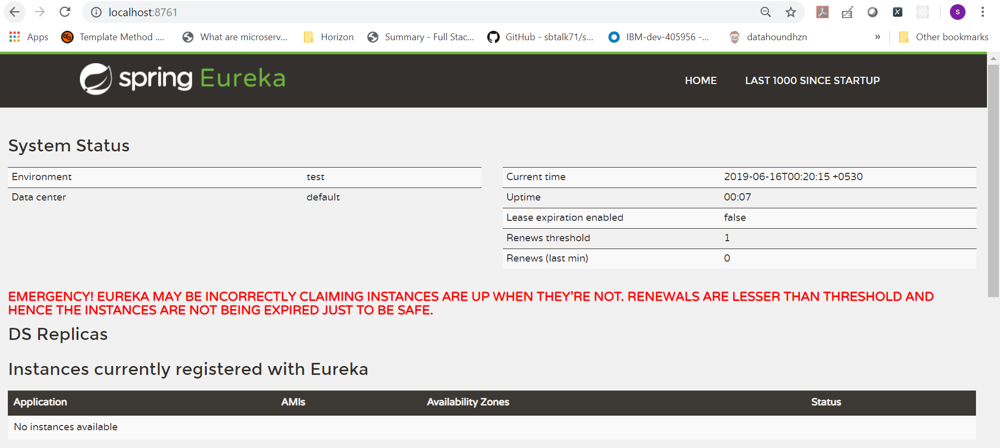 localhost:8761
s
Apps
Template Method ....
What are microserv...
Horizon
Summary - Full Stac...
GitHub - sbtalk71/s...
IBM-dev-405956 -...
datahoundhzn
»
Other bookmarks
spring Eureka
HOME
LAST 1000 SINCE STARTUP
System Status
Environment test
Data center default
Current time 2019-06-16T00:20:15 +0530
Uptime 00:07
Lease expiration enabled false
Renews threshold 1
Renews (last min) 0
EMERGENCY! EUREKA MAY BE INCORRECTLY CLAIMING INSTANCES ARE UP WHEN THEY’RE NOT. RENEWALS ARE LESSER THAN THRESHOLD AND
HENCE THE INSTANCES ARE NOT BEING EXPIRED JUST TO BE SAFE.
DS Replicas
Instances currently registered with Eureka
Application AMIs Availability Zones Status
No instances available